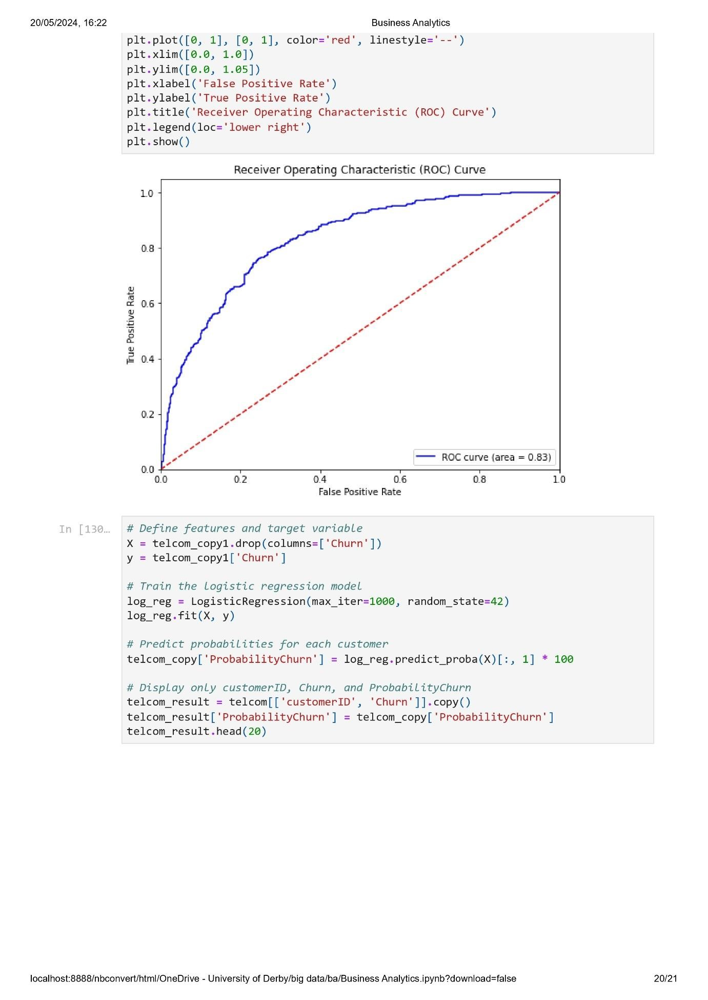 20/05/2024, 16:22
Business Analytics
plt.plot([0, 1], [0, 1], color='red', linestyle='--')
plt.xlim([0.0, 1.0])
plt.ylim([0.0, 1.05])
plt.xlabel('False Positive Rate')
plt.ylabel('True Positive Rate')
plt.title('Receiver Operating Characteristic (ROC) Curve')
plt.legend(loc='lower right')
plt.show()
Receiver Operating Characteristic (ROC) Curve
1.0
0.8
0.6
0.4
0.2
0.0
True Positive Rate
ROC curve (area = 0.83)
0.0 0.2 0.4 0.6 0.8 1.0
False Positive Rate
In [130…
# Define features and target variable
X = telcom_copy1.drop(columns=['Churn'])
y = telcom_copy1['Churn']
# Train the logistic regression model
log_reg = LogisticRegression(max_iter=1000, random_state=42)
log_reg.fit(X, y)
# Predict probabilities for each customer
telcom_copy['ProbabilityChurn'] = log_reg.predict_proba(X)[:, 1] * 100
# Display only customerID, Churn, and ProbabilityChurn
telcom_result = telcom[['customerID', 'Churn']].copy()
telcom_result['ProbabilityChurn'] = telcom_copy['ProbabilityChurn']
telcom_result.head(20)
localhost:8888/nbconvert/html/OneDrive - University of Derby/big data/ba/Business Analytics.ipynb?download=false
20/21